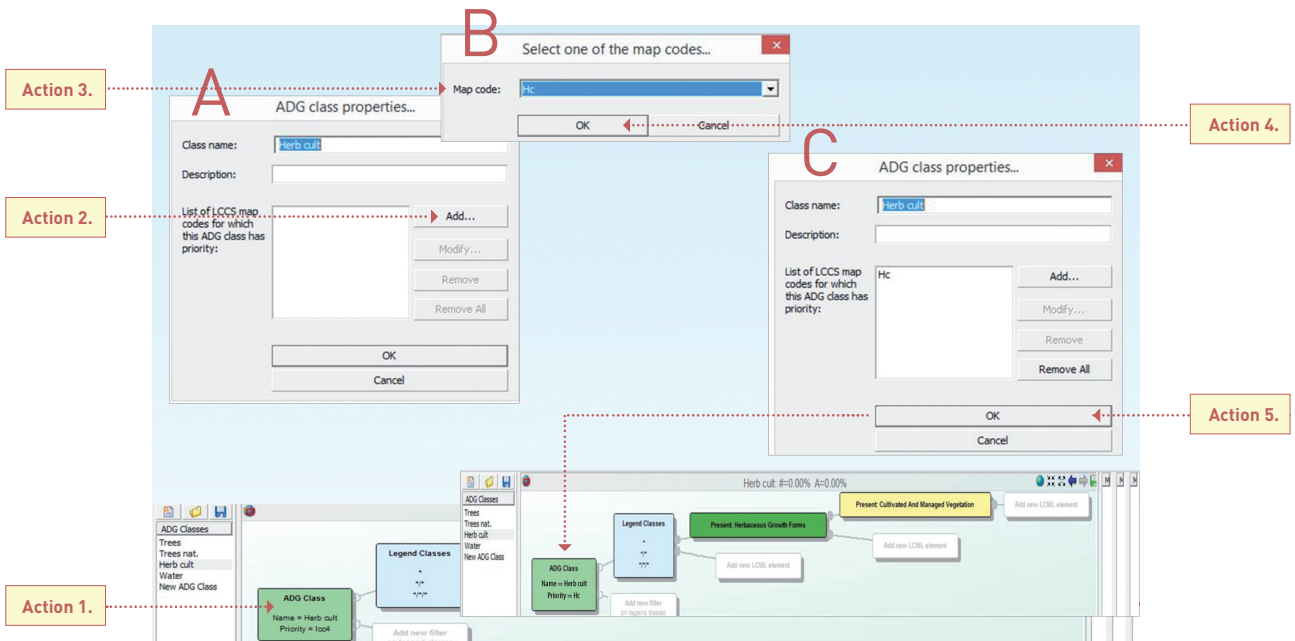 B
Select one of the map codes...
Action 3.
Map code:
Hc
OK
Cancel
Action 4.
A
ADG class properties...
Class name:
Herb cult
Description:
Action 2.
List of LCCS map
codes for which
this ADG class has
priority:
Add...
Modify...
Remove
Remove All
OK
Cancel
C
ADG class properties...
Class name:
Herb cult
Description:
List of LCCS map
codes for which
this ADG class has
priority:
Hc
Add...
Modify...
Remove
Remove All
OK
Cancel
Action 5.
Herb cult: #=0.00% A=0.00%
M
ADG Classes
Trees
Trees nat.
Herb cult
Water
New ADG Class
Legend Classes
*
*/*
*/*/*
Present: Herbaceous Growth Forms
Present: Cultivated And Managed Vegetation
Add new LCML element
Add new LCML element
Add new LCML element
ADG Class
Name = Herb cult
Priority = Hc
Add new filter
on legend classes
ADG Classes
Trees
Trees nat.
Herb cult
Water
New ADG Class
Legend Classes
*
*/*
*/*/*
Action 1.
ADG Class
Name = Herb cult
Priority = Icc4
Add new filter